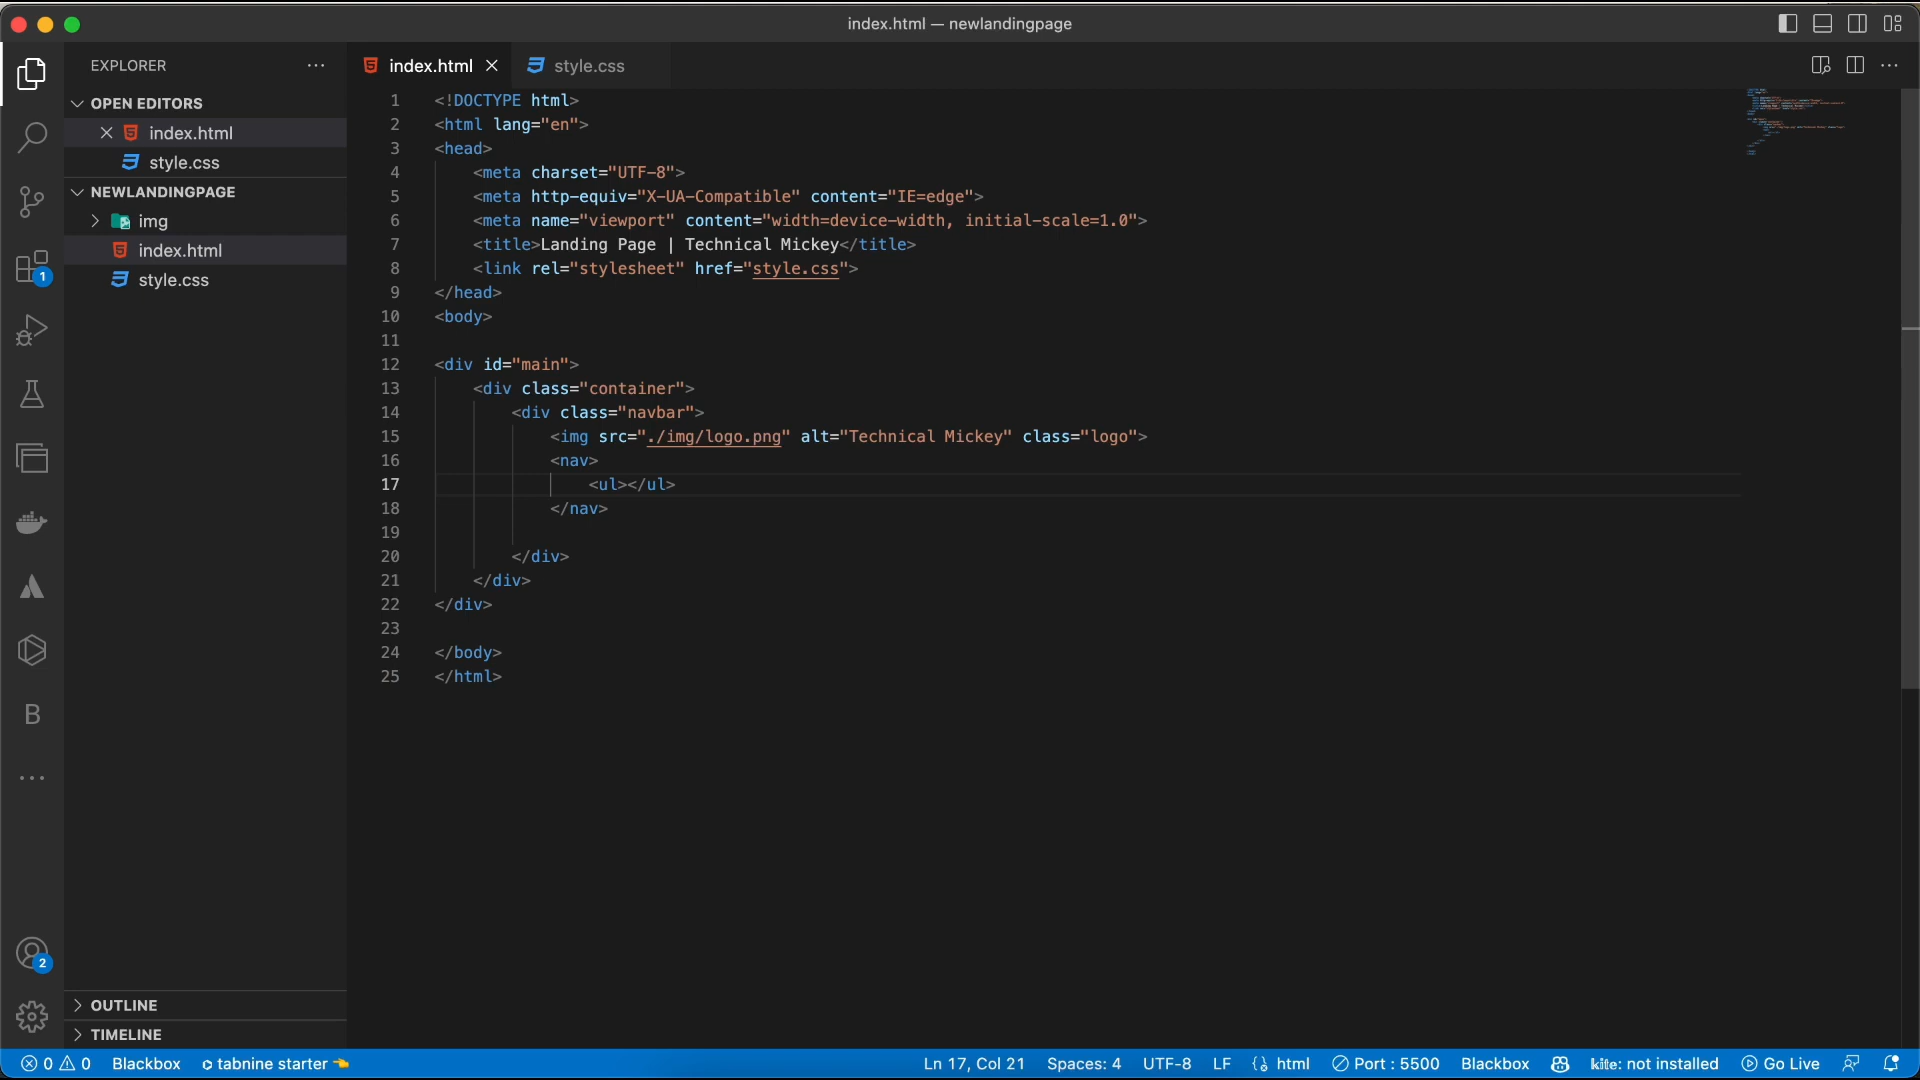 index.html — newlandingpage
EXPLORER
OPEN EDITORS
index.html
style.css
NEWLANDINGPAGE
img
index.html
style.css
OUTLINE
TIMELINE
1
B
2
index.html
style.css
1 <!DOCTYPE html>
2 <html lang="en">
3 <head>
4 <meta charset="UTF-8">
5 <meta http-equiv="X-UA-Compatible" content="IE=edge">
6 <meta name="viewport" content="width=device-width, initial-scale=1.0">
7 <title>Landing Page | Technical Mickey</title>
8 <link rel="stylesheet" href="style.css">
9 </head>
10 <body>
11
12 <div id="main">
13 <div class="container">
14 <div class="navbar">
15 <img src="./img/logo.png" alt="Technical Mickey" class="logo">
16 <nav>
17 <ul></ul>
18 </nav>
19
20 </div>
21 </div>
22 </div>
23
24 </body>
25 </html>
0 0 Blackbox tabnine starter Ln 17, Col 21 Spaces: 4 UTF-8 LF html Port : 5500 Blackbox kite: not installed Go Live